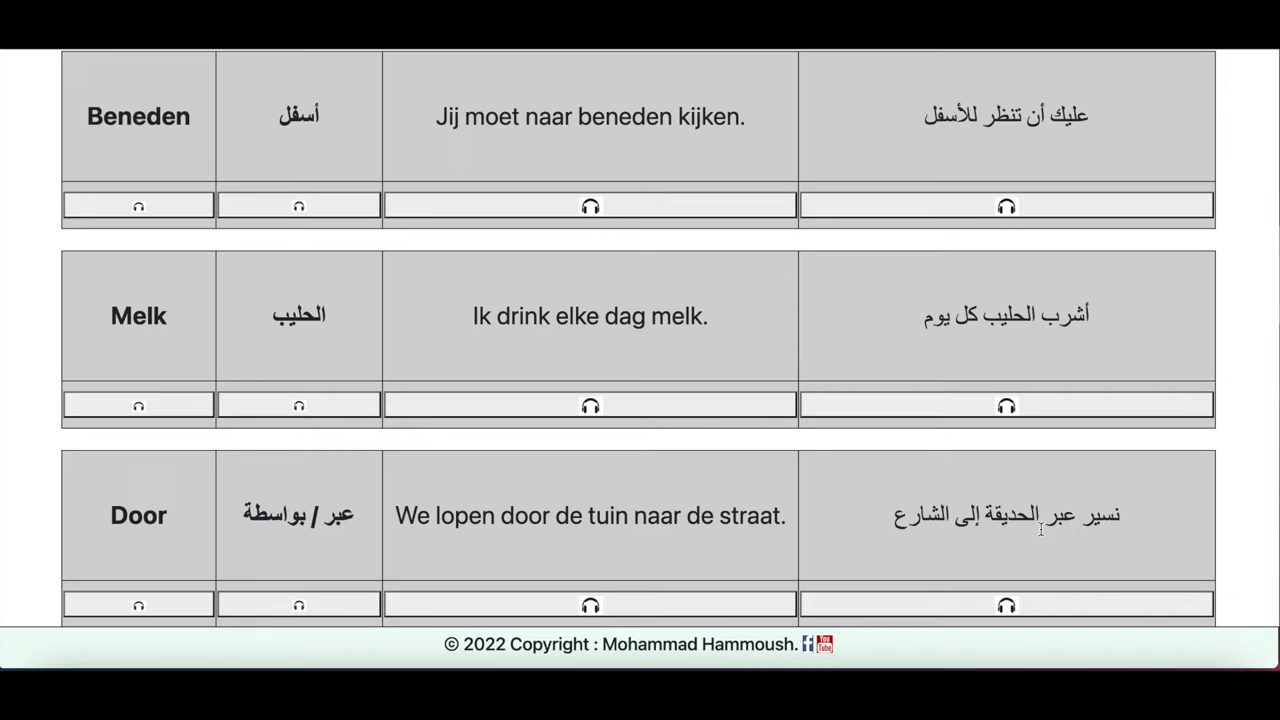 Beneden
أسفل
Jij moet naar beneden kijken.
عليك أن تنظر للأسفل
Melk
الحليب
Ik drink elke dag melk.
أشرب الحليب كل يوم
Door
عبر / بواسطة
We lopen door de tuin naar de straat.
نسير عبر الحديقة إلى الشارع
© 2022 Copyright : Mohammad Hammoush. f You Tube